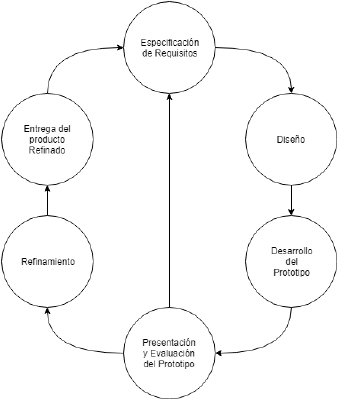 Especificación
de Requisitos
Diseño
Desarrollo
del
Prototipo
Presentación
y Evaluación
del Prototipo
Refinamiento
Entrega del
producto
Refinado